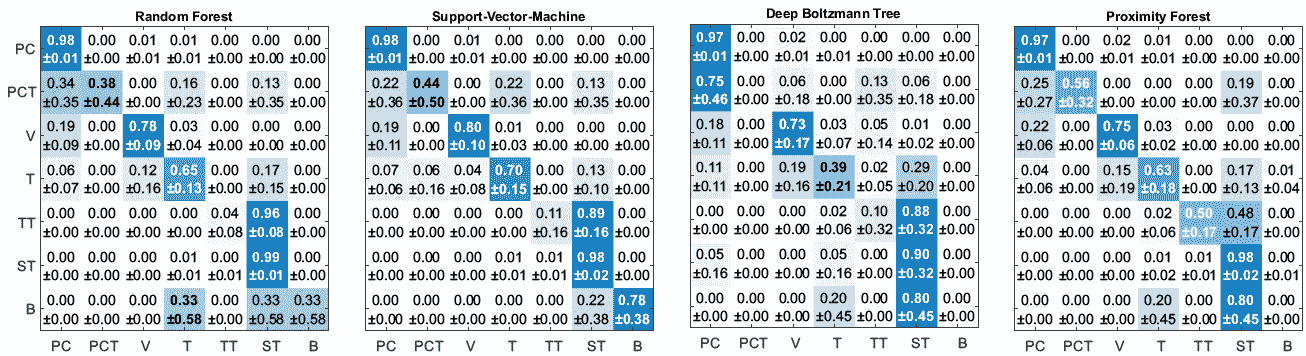 Random Forest
PC
0.98 0.00 0.01 0.01 0.00 0.00 0.00
±0.01 ±0.00 ±0.01 ±0.01 ±0.00 ±0.00 ±0.00
PCT
0.34 0.38 0.00 0.16 0.00 0.13 0.00
±0.35 ±0.44 ±0.00 ±0.23 ±0.00 ±0.35 ±0.00
V
0.19 0.00 0.78 0.03 0.00 0.00 0.00
±0.09 ±0.00 ±0.09 ±0.04 ±0.00 ±0.00 ±0.00
T
0.06 0.00 0.12 0.65 0.00 0.17 0.00
±0.07 ±0.00 ±0.16 ±0.13 ±0.00 ±0.15 ±0.00
TT
0.00 0.00 0.00 0.00 0.04 0.96 0.00
±0.00 ±0.00 ±0.00 ±0.00 ±0.08 ±0.08 ±0.00
ST
0.00 0.00 0.00 0.01 0.00 0.99 0.00
±0.00 ±0.00 ±0.00 ±0.01 ±0.01 ±0.01 ±0.00
B
0.00 0.00 0.00 0.33 0.00 0.33 0.33
±0.00 ±0.00 ±0.00 ±0.58 ±0.00 ±0.58 ±0.58
PC PCT V T TT ST B
Support-Vector-Machine
0.98 0.00 0.01 0.00 0.00 0.00 0.00
±0.01 ±0.00 ±0.01 ±0.00 ±0.00 ±0.00 ±0.00
0.22 0.44 0.00 0.22 0.00 0.13 0.00
±0.36 ±0.50 ±0.00 ±0.36 ±0.00 ±0.35 ±0.00
0.19 0.00 0.80 0.01 0.00 0.00 0.00
±0.11 ±0.00 ±0.10 ±0.03 ±0.00 ±0.00 ±0.00
0.07 0.06 0.04 0.70 0.00 0.13 0.00
±0.06 ±0.16 ±0.08 ±0.15 ±0.00 ±0.10 ±0.00
0.00 0.00 0.00 0.00 0.11 0.89 0.00
±0.00 ±0.00 ±0.00 ±0.00 ±0.16 ±0.16 ±0.00
0.00 0.00 0.00 0.01 0.01 0.98 0.00
±0.00 ±0.00 ±0.00 ±0.01 ±0.01 ±0.02 ±0.00
0.00 0.00 0.00 0.00 0.00 0.22 0.78
±0.00 ±0.00 ±0.00 ±0.00 ±0.00 ±0.38 ±0.38
PC PCT V T TT ST B
Deep Boltzmann Tree
0.97 0.00 0.02 0.00 0.00 0.00 0.00
±0.01 ±0.00 ±0.01 ±0.00 ±0.00 ±0.00 ±0.00
0.75 0.00 0.06 0.00 0.13 0.06 0.00
±0.46 ±0.00 ±0.18 ±0.00 ±0.35 ±0.18 ±0.00
0.18 0.00 0.73 0.03 0.05 0.01 0.00
±0.11 ±0.00 ±0.17 ±0.07 ±0.14 ±0.02 ±0.00
0.11 0.00 0.19 0.39 0.02 0.29 0.00
±0.11 ±0.00 ±0.16 ±0.21 ±0.05 ±0.20 ±0.00
0.00 0.00 0.00 0.02 0.10 0.88 0.00
±0.00 ±0.00 ±0.00 ±0.06 ±0.32 ±0.32 ±0.00
0.05 0.00 0.00 0.05 0.00 0.90 0.00
±0.16 ±0.00 ±0.00 ±0.16 ±0.00 ±0.32 ±0.00
0.00 0.00 0.00 0.20 0.00 0.80 0.00
±0.00 ±0.00 ±0.00 ±0.45 ±0.00 ±0.45 ±0.00
PC PCT V T TT ST B
Proximity Forest
0.97 0.00 0.02 0.01 0.00 0.00 0.00
±0.01 ±0.00 ±0.01 ±0.01 ±0.00 ±0.00 ±0.00
0.25 0.56 0.00 0.00 0.00 0.19 0.00
±0.27 ±0.32 ±0.00 ±0.00 ±0.00 ±0.37 ±0.00
0.22 0.00 0.75 0.03 0.00 0.00 0.00
±0.06 ±0.00 ±0.06 ±0.02 ±0.00 ±0.00 ±0.00
0.04 0.00 0.15 0.63 0.00 0.17 0.01
±0.06 ±0.00 ±0.19 ±0.18 ±0.00 ±0.13 ±0.04
0.00 0.00 0.00 0.02 0.50 0.48 0.00
±0.00 ±0.00 ±0.00 ±0.06 ±0.17 ±0.17 ±0.00
0.00 0.00 0.00 0.01 0.01 0.98 0.00
±0.00 ±0.00 ±0.00 ±0.02 ±0.01 ±0.02 ±0.01
0.00 0.00 0.00 0.20 0.00 0.80 0.00
±0.00 ±0.00 ±0.00 ±0.45 ±0.00 ±0.45 ±0.00
PC PCT V T TT ST B